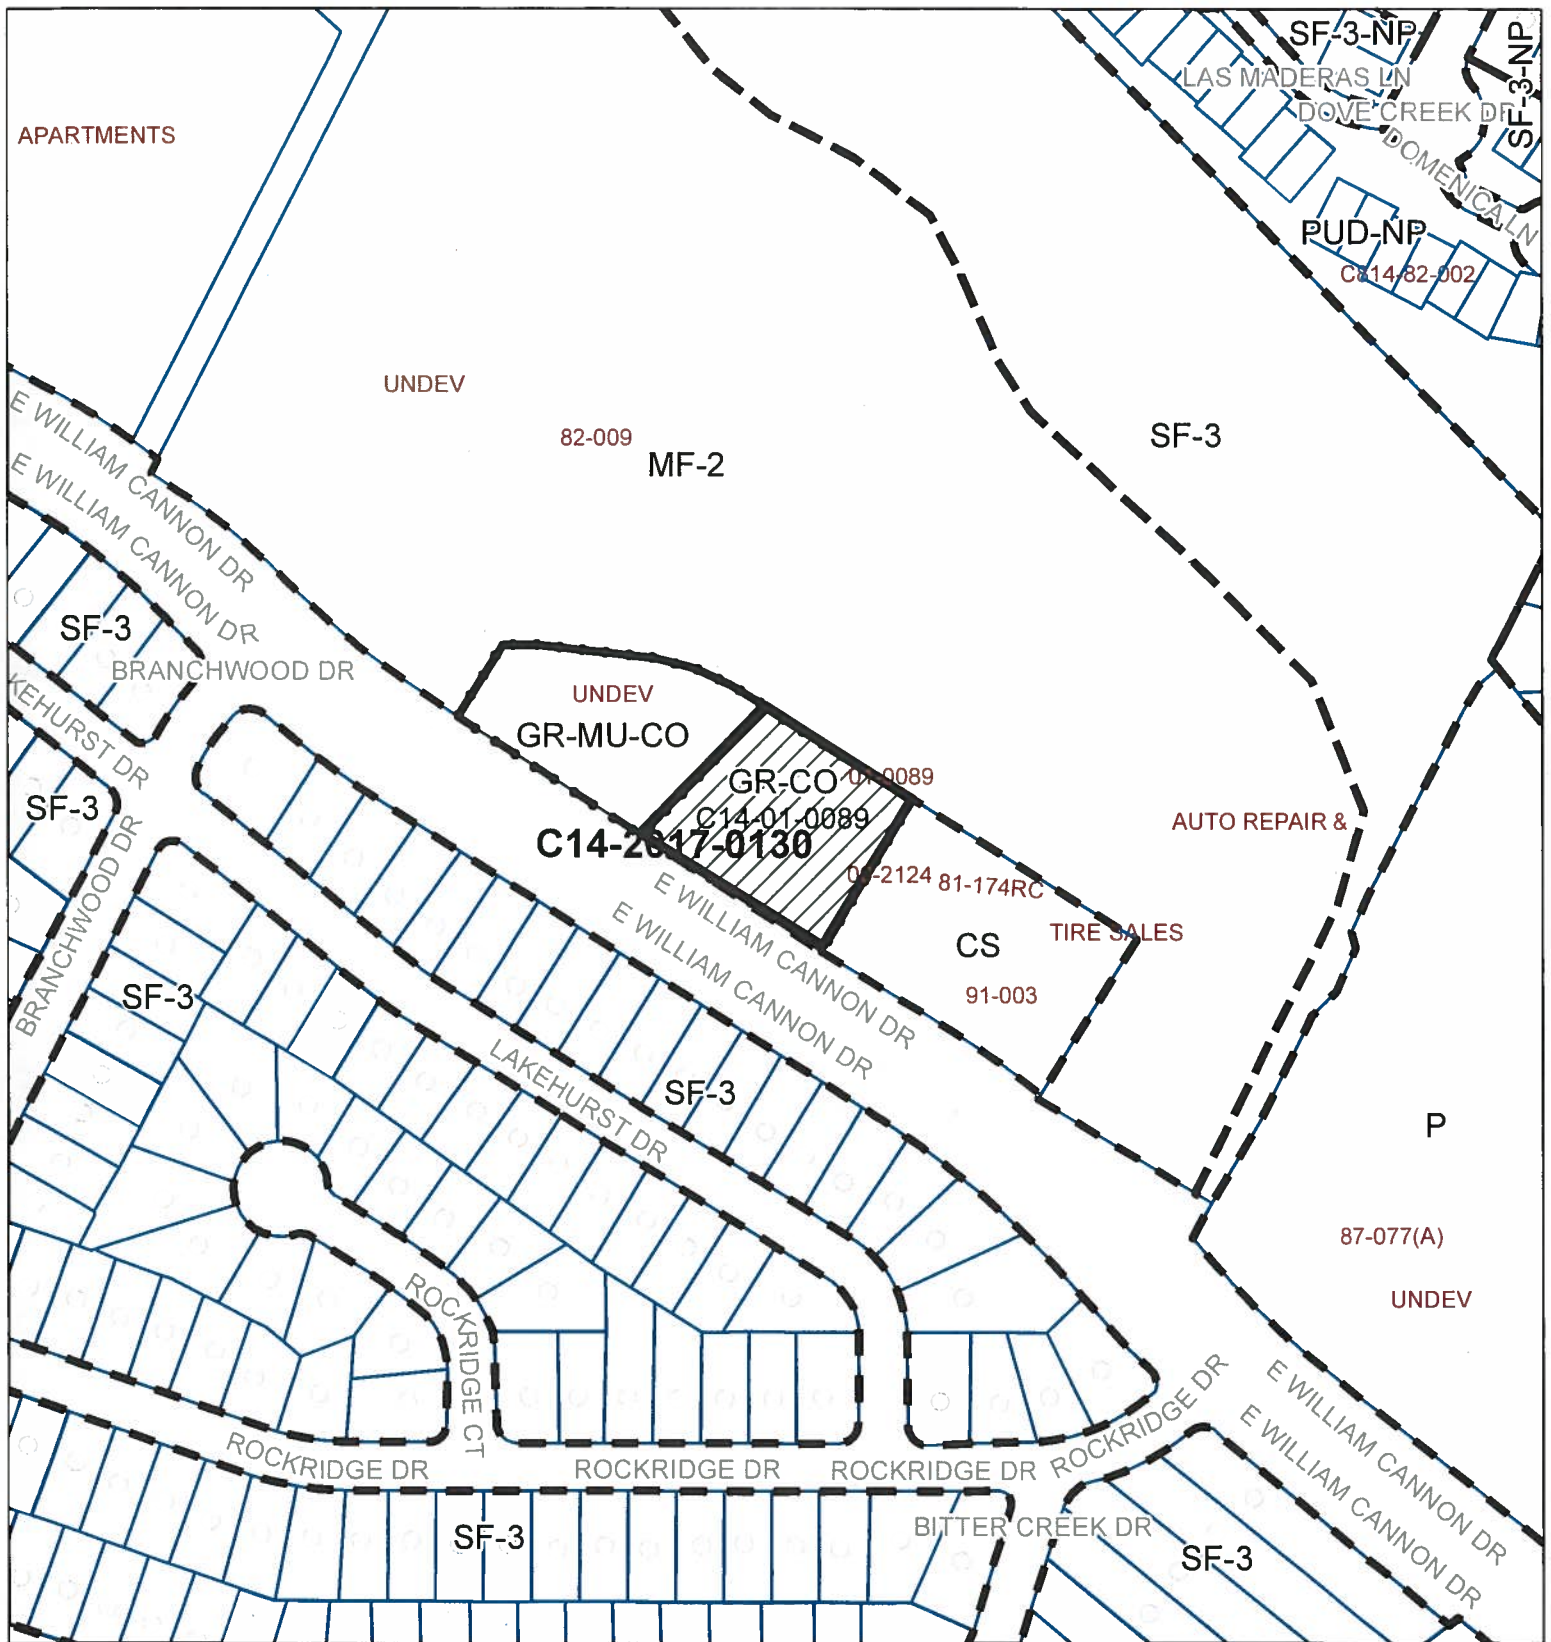 SF-3-NP
SF-3-NP
LAS MADERAS LN
DOVE CREEK DR
DOMENICA LN
APARTMENTS
PUD-NP
C814-82-002
UNDEV
82-009
MF-2
SF-3
E WILLIAM CANNON DR
E WILLIAM CANNON DR
SF-3
BRANCHWOOD DR
KEHURST DR
UNDEV
GR-MU-CO
GR-CO
01-0089
C14-01-0089
C14-2017-0130
SF-3
AUTO REPAIR &
81-174RC
TIRE SALES
CS
91-003
E WILLIAM CANNON DR
E WILLIAM CANNON DR
BRANCHWOOD DR
SF-3
LAKEHURST DR
SF-3
P
87-077(A)
UNDEV
ROCKRIDGE CT
ROCKRIDGE DR
ROCKRIDGE DR
ROCKRIDGE DR
ROCKRIDGE DR
E WILLIAM CANNON DR
E WILLIAM CANNON DR
SF-3
BITTER CREEK DR
SF-3